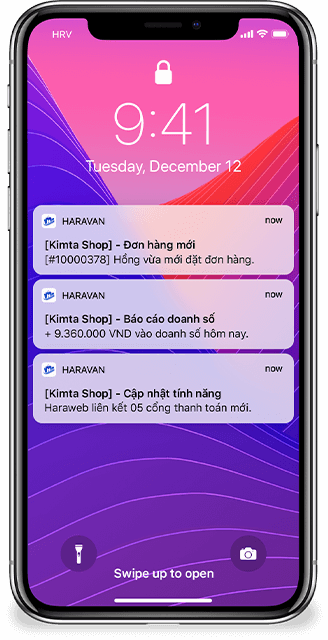 HRV
9:41
Tuesday, December 12
HARAVAN now
[Kimta Shop] - Đơn hàng mới
[#10000378] Hồng vừa mới đặt đơn hàng.
HARAVAN now
[Kimta Shop] - Báo cáo doanh số
+ 9.360.000 VND vào doanh số hôm nay.
HARAVAN now
[Kimta Shop] - Cập nhật tính năng
Haraweb liên kết 05 cổng thanh toán mới.
Swipe up to open